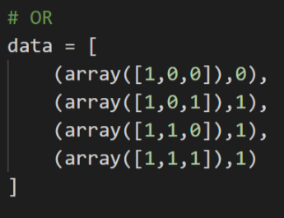 # OR
data = [
    (array([1,0,0]),0),
    (array([1,0,1]),1),
    (array([1,1,0]),1),
    (array([1,1,1]),1)
]